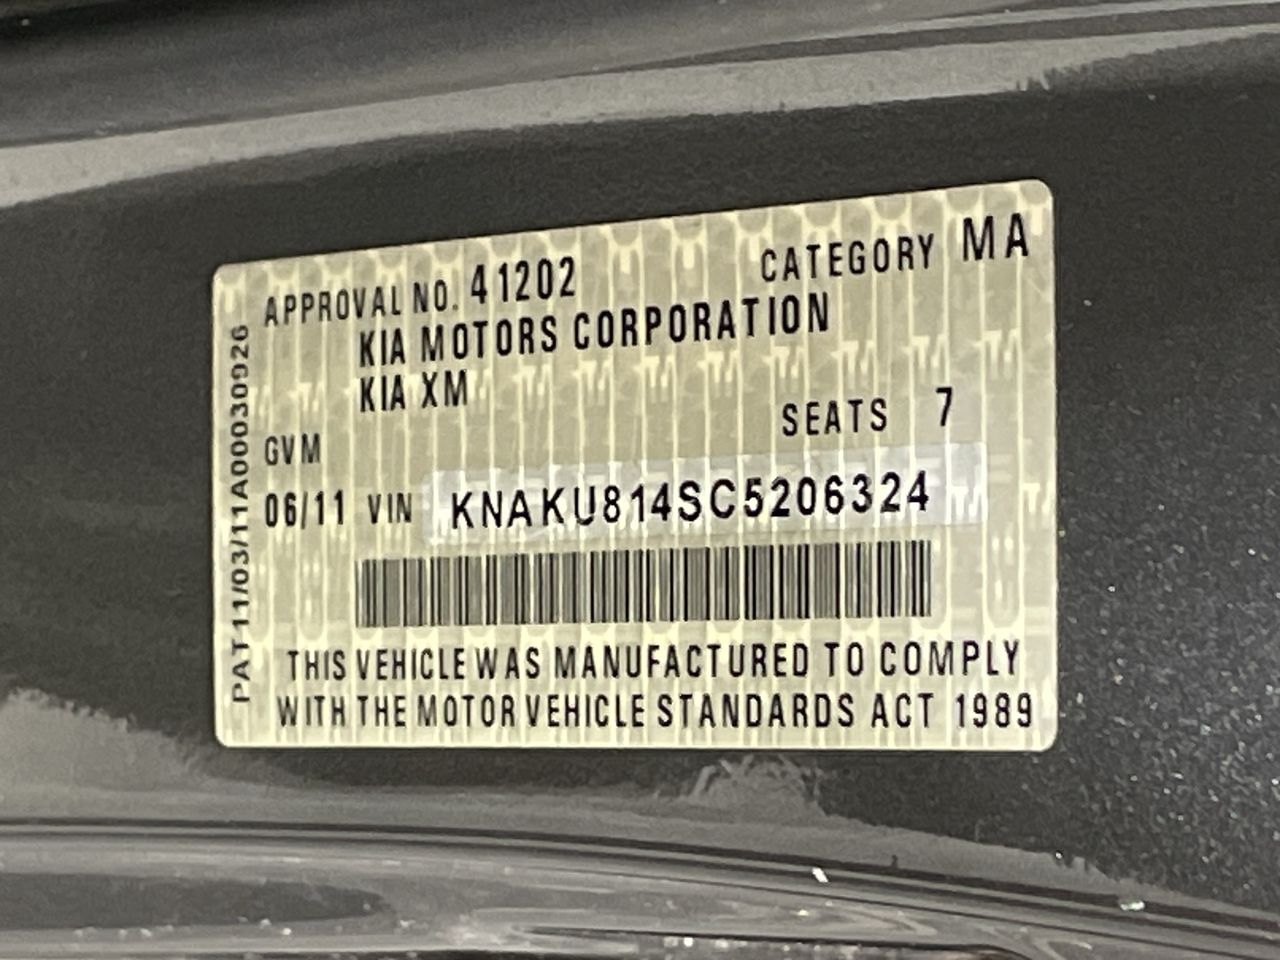 APPROVAL NO. 41202 CATEGORY MA
KIA MOTORS CORPORATION
KIA XM
SEATS 7
GVM
06/11 VIN KNAKU814SC5206324
THIS VEHICLE WAS MANUFACTURED TO COMPLY
WITH THE MOTOR VEHICLE STANDARDS ACT 1989
PAT11/03/11A00030926